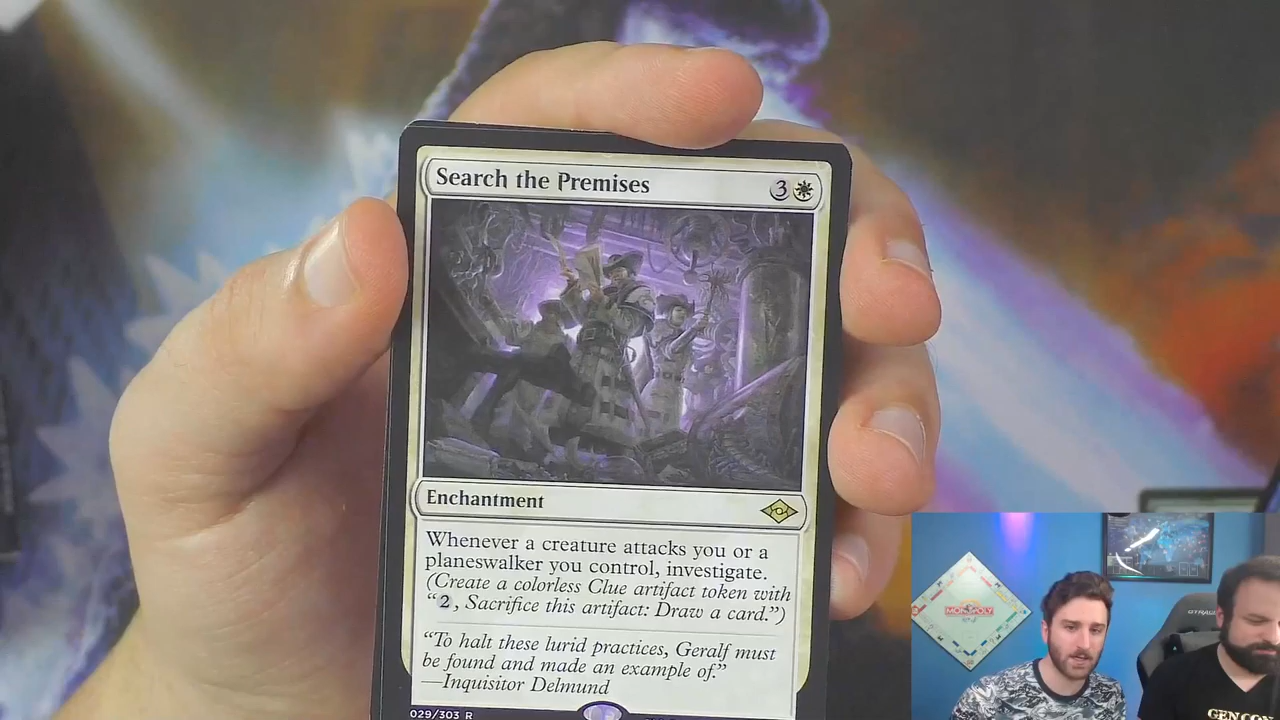 Search the Premises 3
Enchantment
Whenever a creature attacks you or a
planeswalker you control, investigate.
(Create a colorless Clue artifact token with
“2, Sacrifice this artifact: Draw a card.”)
“To halt these lurid practices, Geralf must
be found and made an example of.”
—Inquisitor Delmund
029/303 R
MONOPOLY
GEN CON